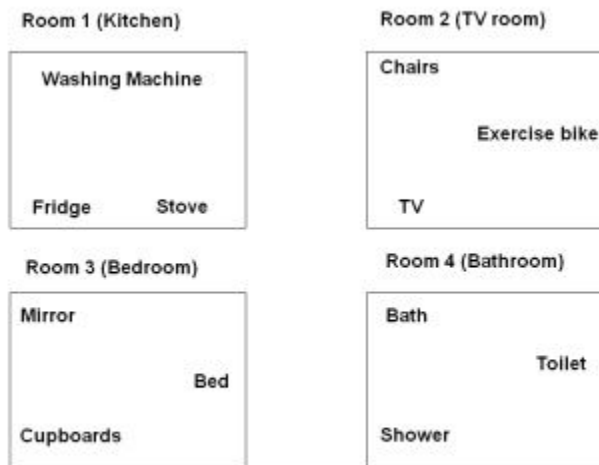 Room 1 (Kitchen)
Washing Machine
Fridge Stove
Room 2 (TV room)
Chairs
Exercise bike
TV
Room 3 (Bedroom)
Mirror
Bed
Cupboards
Room 4 (Bathroom)
Bath
Toilet
Shower